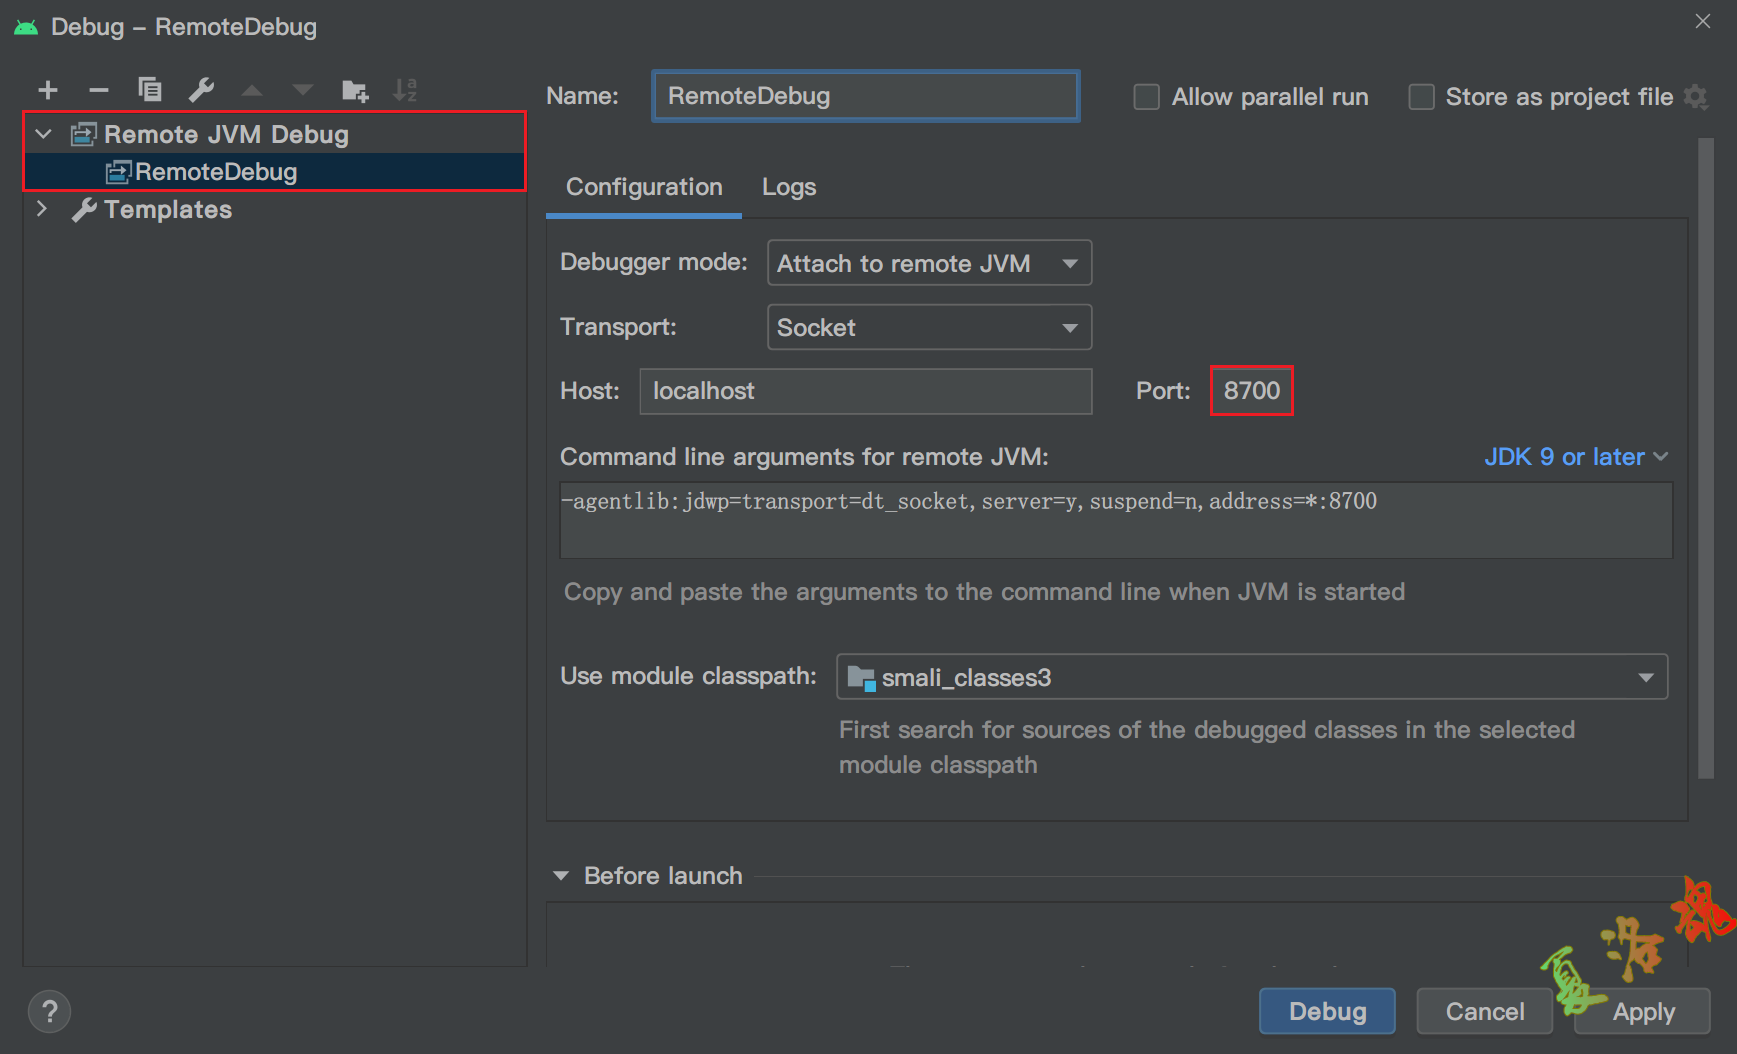 Debug – RemoteDebug
Name: RemoteDebug Allow parallel run Store as project file
Remote JVM Debug
RemoteDebug
Templates
Configuration Logs
Debugger mode: Attach to remote JVM
Transport: Socket
Host: localhost Port: 8700
Command line arguments for remote JVM: JDK 9 or later
-agentlib:jdwp=transport=dt_socket,server=y,suspend=n,address=*:8700
Copy and paste the arguments to the command line when JVM is started
Use module classpath: smali_classes3
First search for sources of the debugged classes in the selected
module classpath
Before launch
夏洛魂
? Debug Cancel Apply